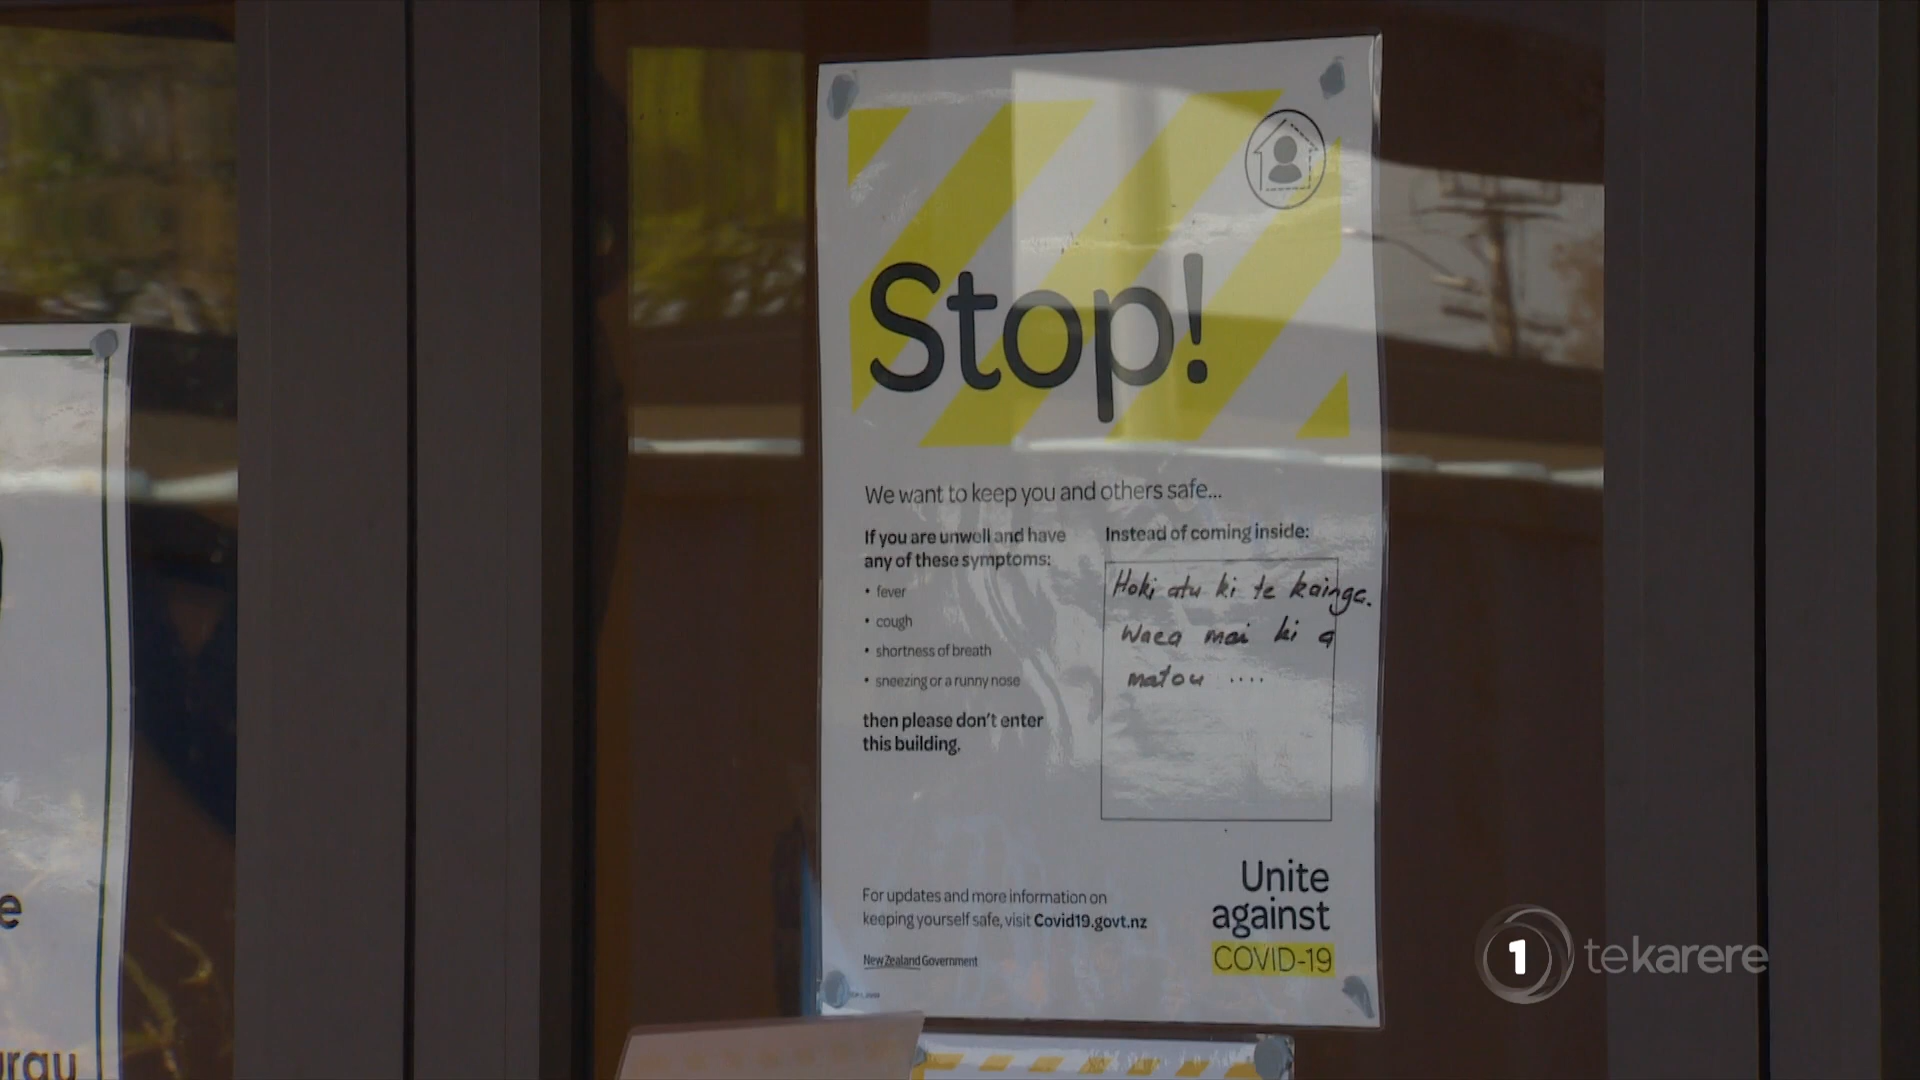 Stop!
We want to keep you and others safe...
If you are unwell and have
any of these symptoms:
• fever
• cough
• shortness of breath
• sneezing or a runny nose
then please don't enter
this building.
Instead of coming inside:
Hoki atu ki te kainga.
Waea mai ki a
matou ....
For updates and more information on
keeping yourself safe, visit Covid19.govt.nz
New Zealand Government
Unite
against
COVID-19
1 tekarere